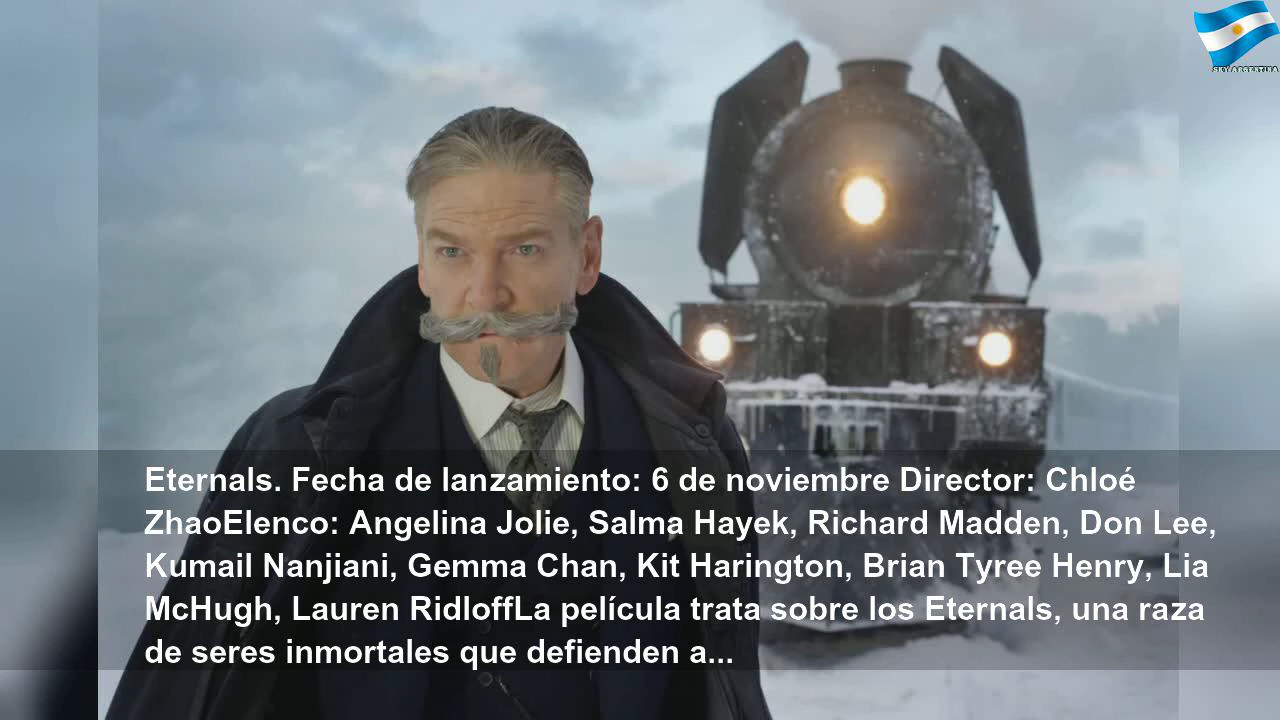 SKY ARGENTINA
Eternals. Fecha de lanzamiento: 6 de noviembre Director: Chloé
ZhaoElenco: Angelina Jolie, Salma Hayek, Richard Madden, Don Lee,
Kumail Nanjiani, Gemma Chan, Kit Harington, Brian Tyree Henry, Lia
McHugh, Lauren RidloffLa película trata sobre los Eternals, una raza
de seres inmortales que defienden a...